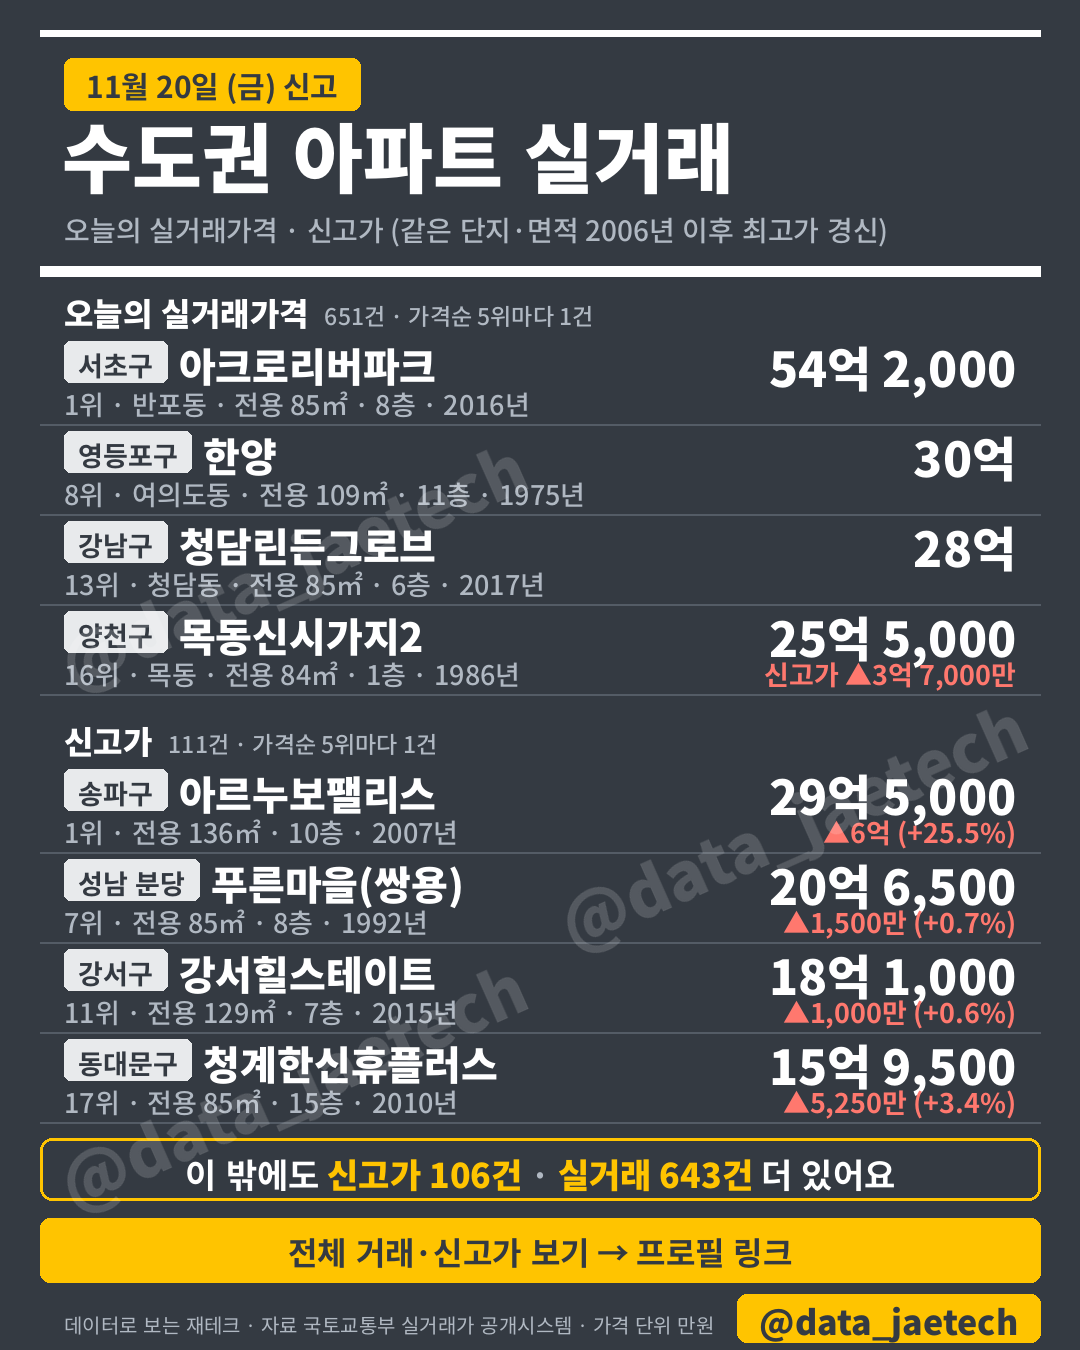 11월 20일 (금) 신고
수도권 아파트 실거래
오늘의 실거래가격 · 신고가 (같은 단지·면적 2006년 이후 최고가 경신)
오늘의 실거래가격 651건 · 가격순 5위마다 1건
서초구 아크로리버파크 54억 2,000
1위 · 반포동 · 전용 85㎡ · 8층 · 2016년
영등포구 한양 30억
8위 · 여의도동 · 전용 109㎡ · 11층 · 1975년
강남구 청담린든그로브 28억
13위 · 청담동 · 전용 85㎡ · 6층 · 2017년
양천구 목동신시가지2 25억 5,000
16위 · 목동 · 전용 84㎡ · 1층 · 1986년 신고가 ▲3억 7,000만
신고가 111건 · 가격순 5위마다 1건
송파구 아르누보팰리스 29억 5,000
1위 · 전용 136㎡ · 10층 · 2007년 ▲6억 (+25.5%)
성남 분당 푸른마을(쌍용) 20억 6,500
7위 · 전용 85㎡ · 8층 · 1992년 ▲1,500만 (+0.7%)
강서구 강서힐스테이트 18억 1,000
11위 · 전용 129㎡ · 7층 · 2015년 ▲1,000만 (+0.6%)
동대문구 청계한신휴플러스 15억 9,500
17위 · 전용 85㎡ · 15층 · 2010년 ▲5,250만 (+3.4%)
이 밖에도 신고가 106건 · 실거래 643건 더 있어요
전체 거래·신고가 보기 → 프로필 링크
데이터로 보는 재테크 · 자료 국토교통부 실거래가 공개시스템 · 가격 단위 만원 @data_jaetech
@data_jaetech
@data_jaetech
@data_jaetech